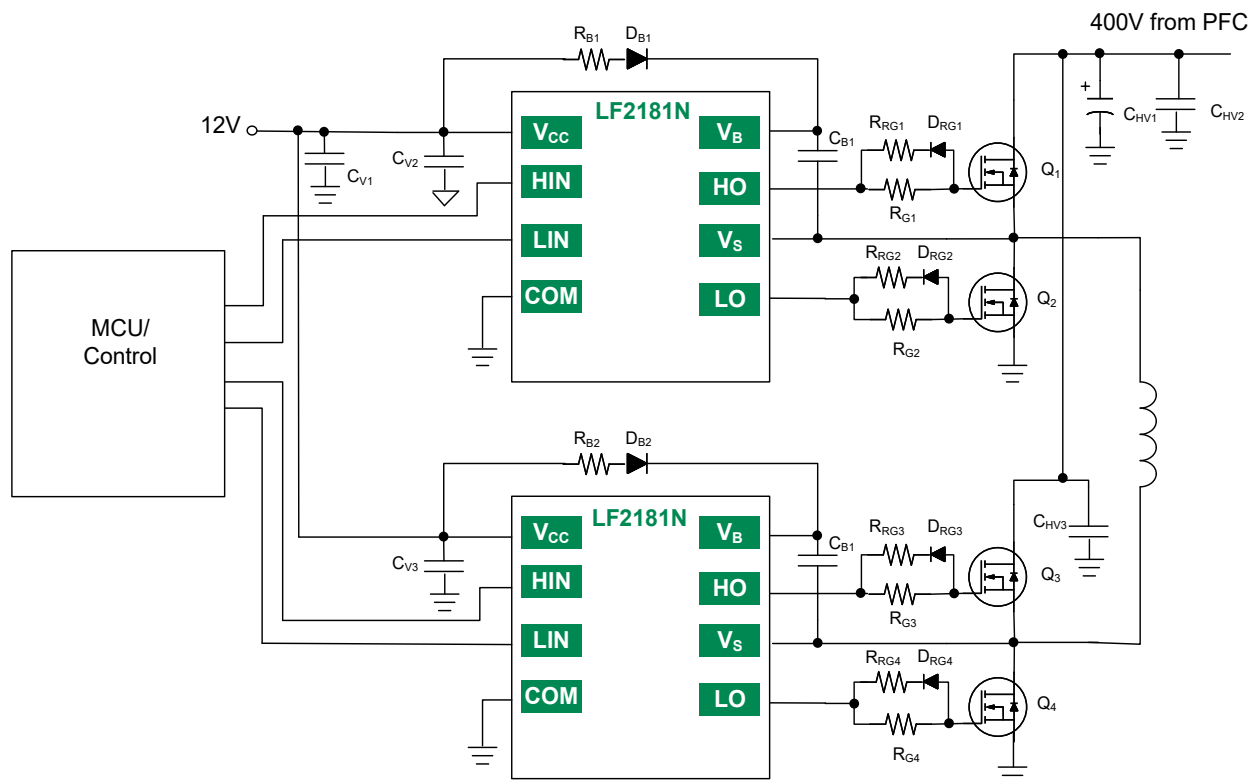 400V from PFC
RB1 DB1
LF2181N
12V
VCC
VB
CV1
CV2
CB1
RRG1 DRG1
+
CHV1
CHV2
HIN
HO
RG1
Q1
LIN
VS
RRG2 DRG2
COM
LO
RG2
Q2
MCU/
Control
RB2 DB2
LF2181N
VCC
VB
CV3
CB1
RRG3 DRG3
CHV3
HIN
HO
RG3
Q3
LIN
VS
RRG4 DRG4
COM
LO
RG4
Q4